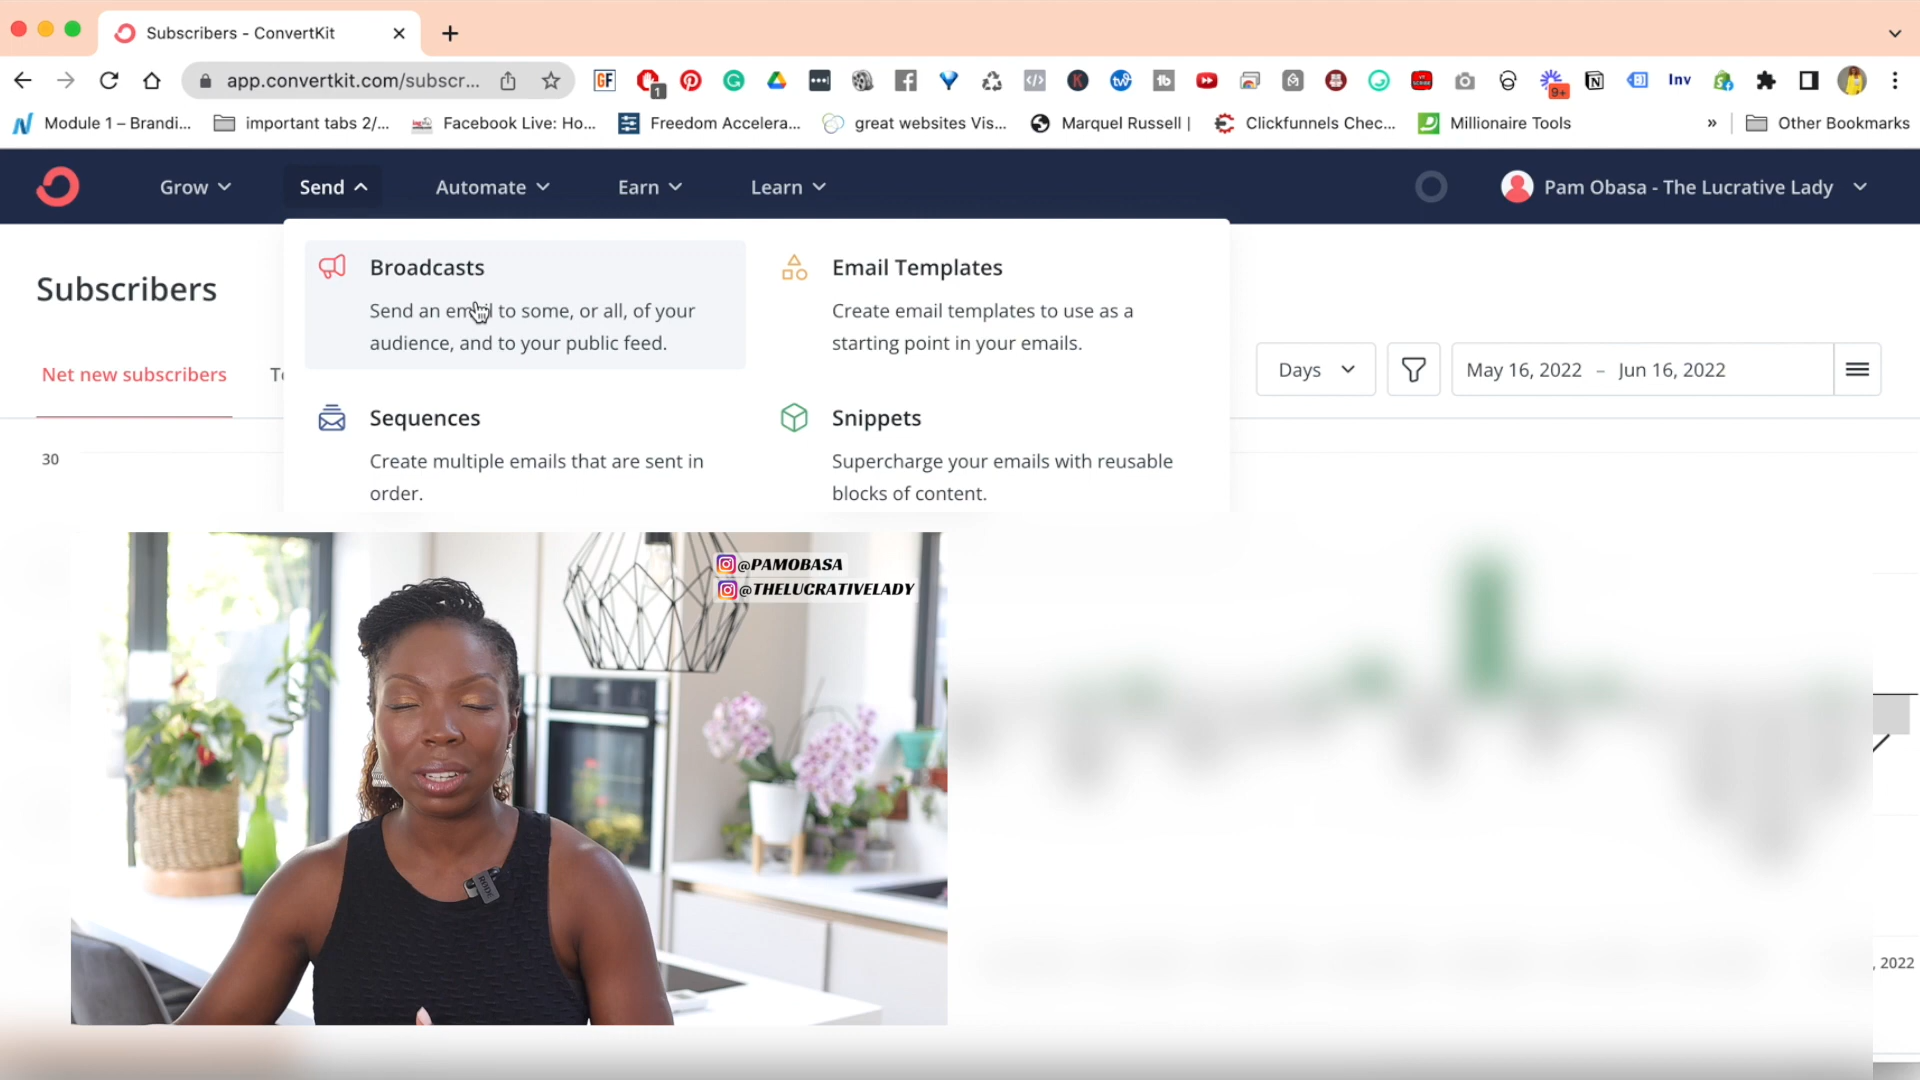 Subscribers - ConvertKit
app.convertkit.com/subscr...
GF
1
9+
Inv
Module 1 – Brandi...
important tabs 2/...
Facebook Live: Ho...
Freedom Accelera...
great websites Vis...
Marquel Russell |
Clickfunnels Chec...
Millionaire Tools
»
Other Bookmarks
Grow
Send
Automate
Earn
Learn
Pam Obasa - The Lucrative Lady
Broadcasts
Send an email to some, or all, of your
audience, and to your public feed.
Email Templates
Create email templates to use as a
starting point in your emails.
Subscribers
Net new subscribers
Days
May 16, 2022 – Jun 16, 2022
Sequences
Create multiple emails that are sent in
order.
Snippets
Supercharge your emails with reusable
blocks of content.
30
@PAMOBASA
@THELUCRATIVELADY
RODE
, 2022